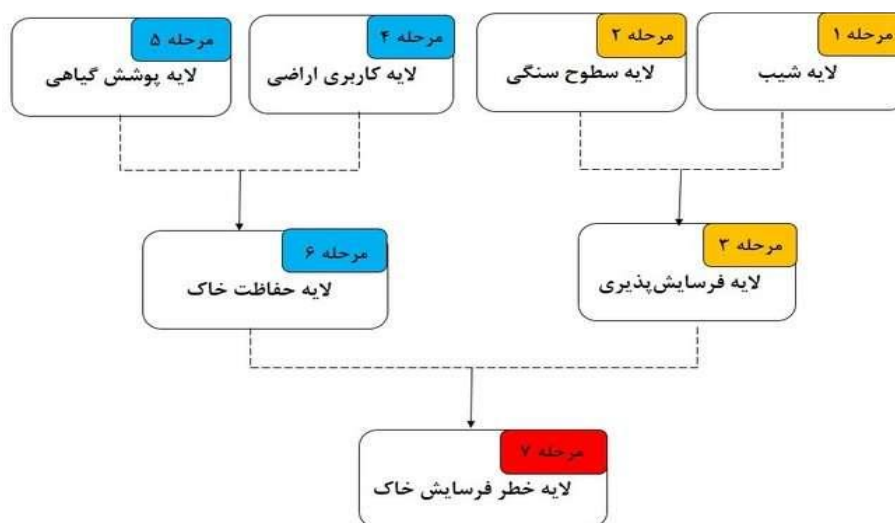 مرحله ۱
لایه شیب
مرحله ۲
لایه سطوح سنگی
مرحله ۴
لایه کاربری اراضی
مرحله ۵
لایه پوشش گیاهی
مرحله ۳
لایه فرسایش‌پذیری
مرحله ۶
لایه حفاظت خاک
مرحله ۷
لایه خطر فرسایش خاک